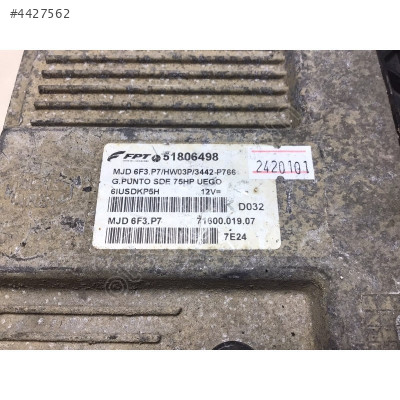 #4427562
FPT 51806498
MJD 6F3.P7/HW03P/3442-P766
G.PUNTO SDE 75HP UEGO
6IUSDKP5H 12V=
D032
MJD 6F3.P7 71600.019.07
7E24
2420101